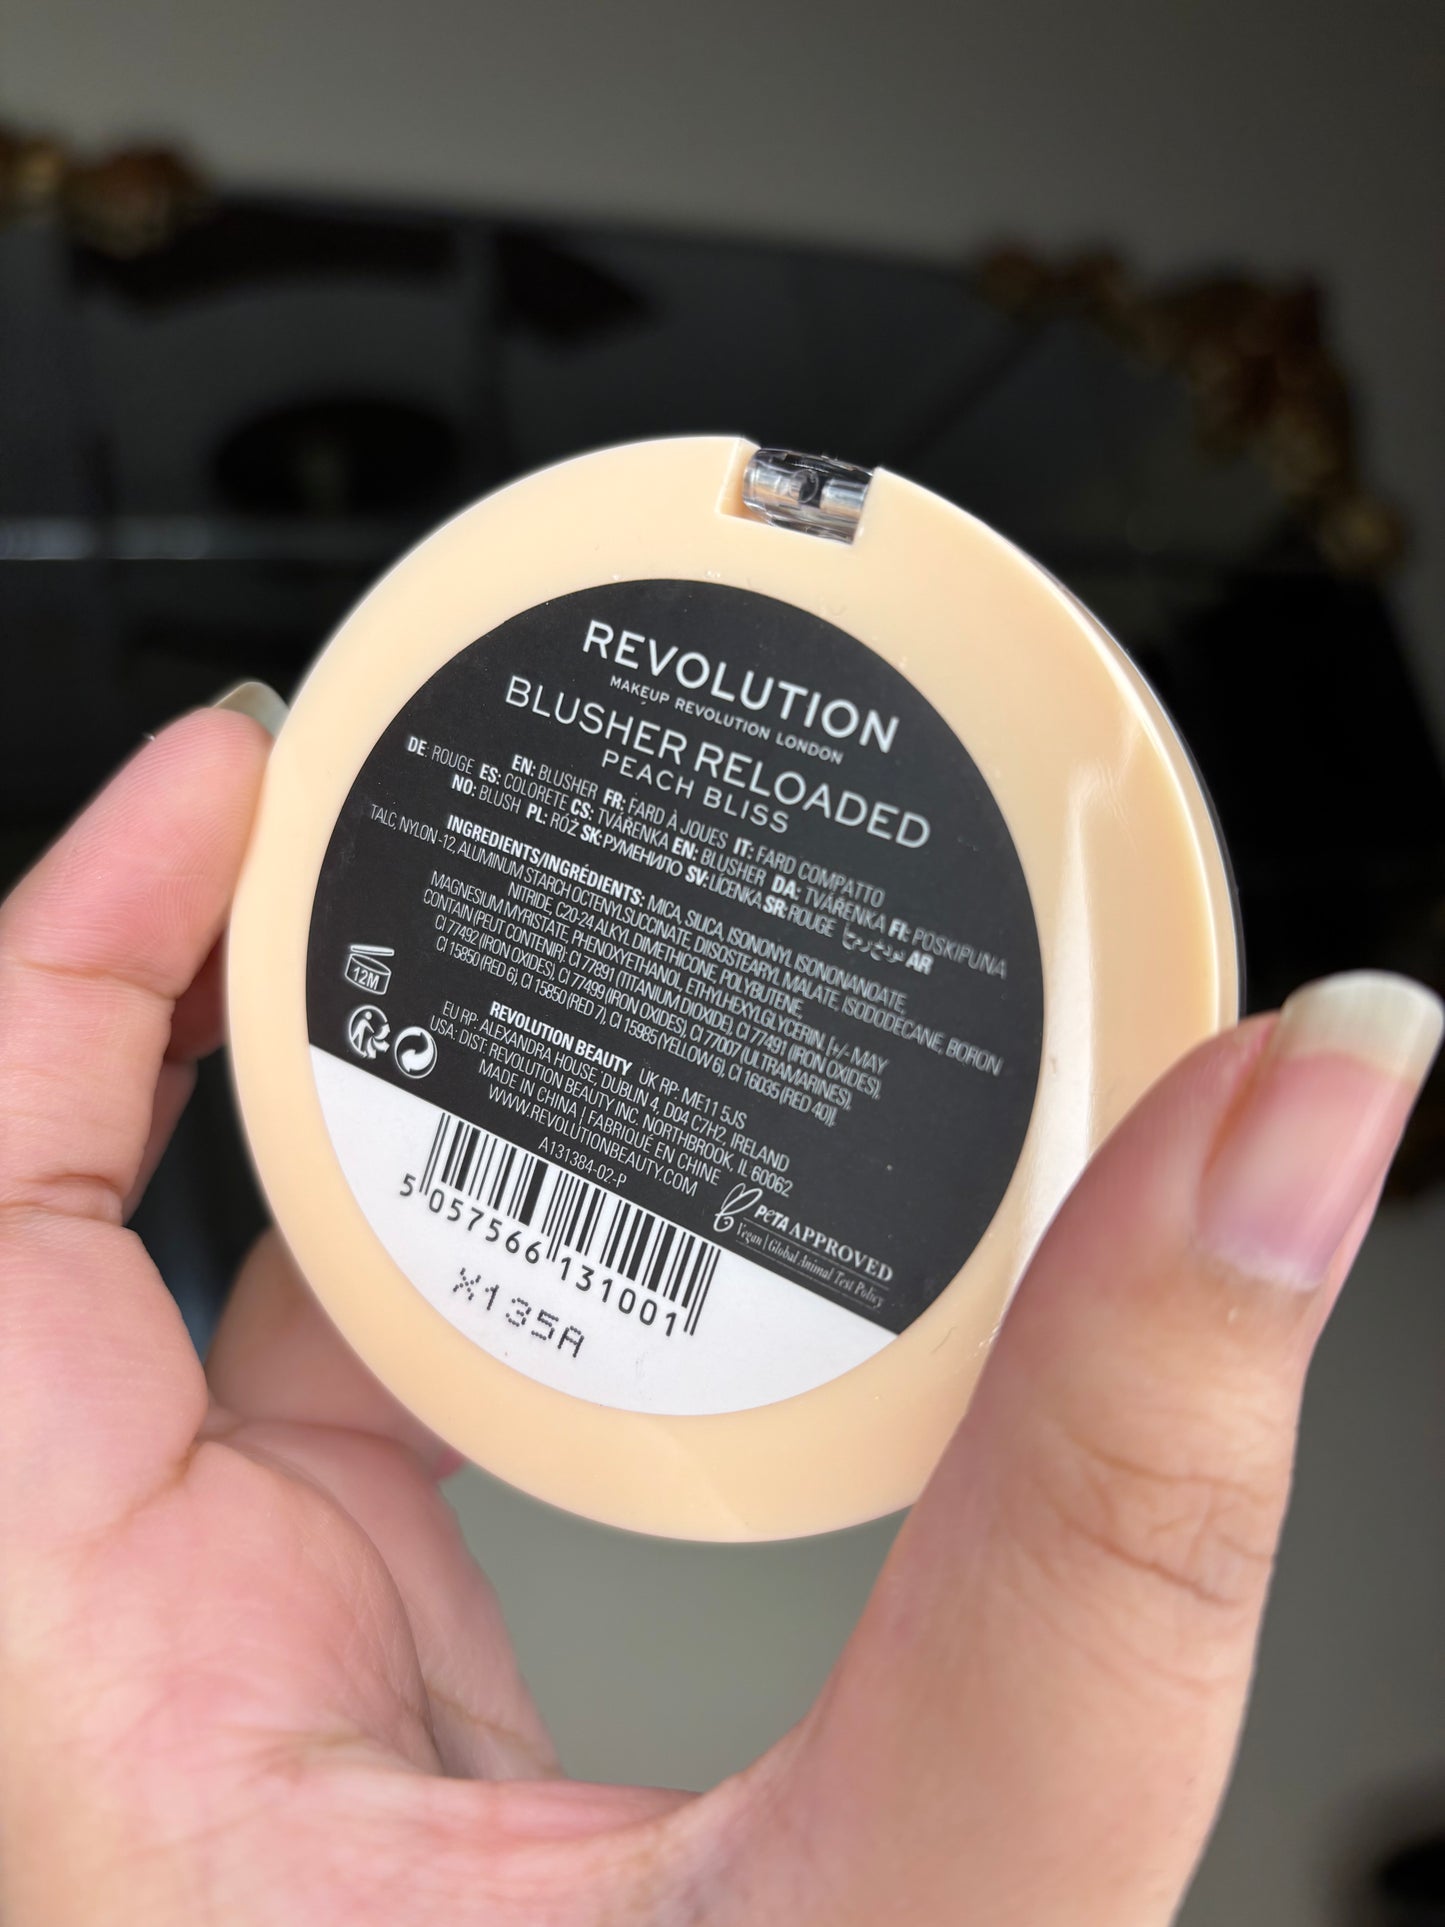 REVOLUTION
MAKEUP REVOLUTION LONDON
BLUSHER RELOADED
PEACH BLISS
EN: BLUSHER FR: FARD À JOUES IT: FARD COMPATTO
DE: ROUGE ES: COLORETE CS: TVÁŘENKA EN: BLUSHER DA: TVÁŘENKA FI: POSKIPUNA
NO: BLUSH PL: RÓŻ SK: РУМЕНИЛО SV: LÍCENKA SR: ROUGE AR
INGREDIENTS/INGRÉDIENTS: MICA, SILICA, ISONONYL ISONONANOATE,
TALC, NYLON-12, ALUMINUM STARCH OCTENYLSUCCINATE, DIISOSTEARYL MALATE, ISODODECANE, BORON
NITRIDE, C20-24 ALKYL DIMETHICONE, POLYBUTENE,
MAGNESIUM MYRISTATE, PHENOXYETHANOL, ETHYLHEXYLGLYCERIN. [+/- MAY
CONTAIN (PEUT CONTENIR): CI 77891 (TITANIUM DIOXIDE), CI 77491 (IRON OXIDES),
CI 77492 (IRON OXIDES), CI 77499 (IRON OXIDES), CI 77007 (ULTRAMARINES),
CI 15850 (RED 6), CI 15850 (RED 7), CI 15985 (YELLOW 6), CI 16035 (RED 40)].
12M
REVOLUTION BEAUTY UK RP: ME11 5JS
EU RP: ALEXANDRA HOUSE, DUBLIN 4, D04 C7H2, IRELAND
USA: DIST: REVOLUTION BEAUTY INC. NORTHBROOK, IL 60062
MADE IN CHINA | FABRIQUÉ EN CHINE
WWW.REVOLUTIONBEAUTY.COM
A131384-02-P
PETA APPROVED
Vegan | Global Animal Test Policy
5 057566 131001
X135A